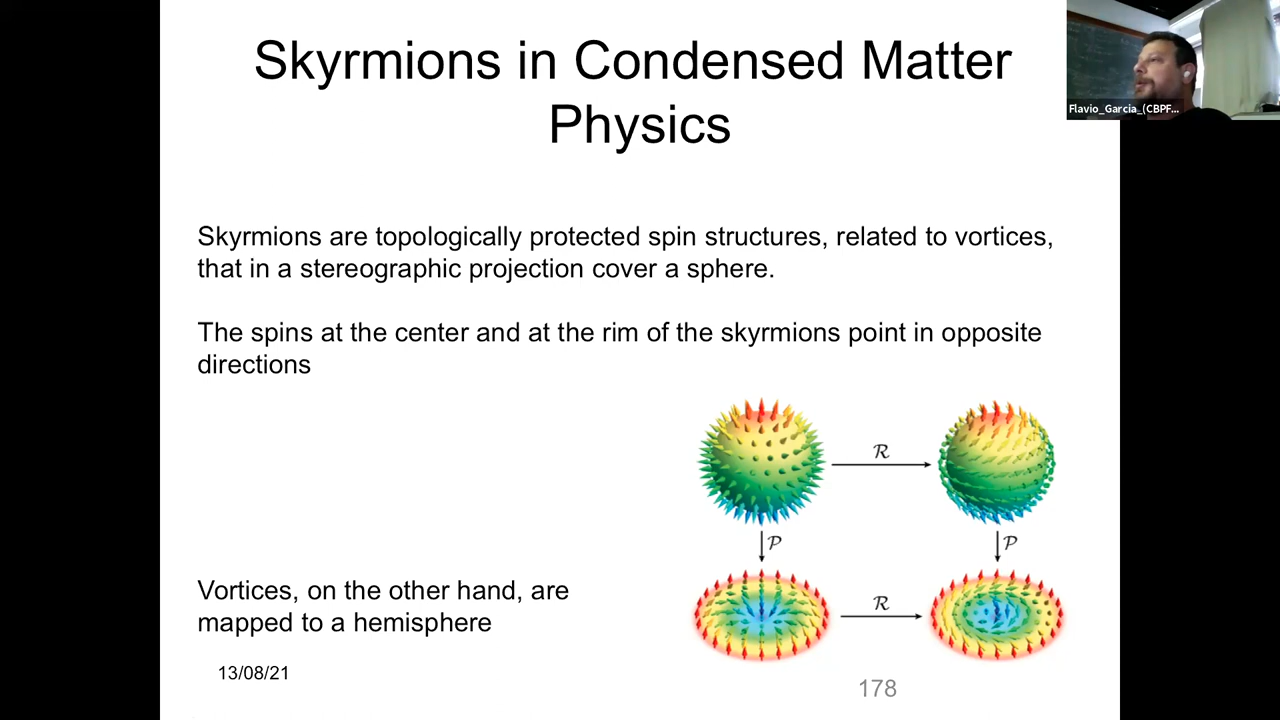 Skyrmions in Condensed Matter
Physics
Flavio_Garcia_(CBPF...
Skyrmions are topologically protected spin structures, related to vortices,
that in a stereographic projection cover a sphere.
The spins at the center and at the rim of the skyrmions point in opposite
directions
R
P
P
R
Vortices, on the other hand, are
mapped to a hemisphere
13/08/21
178